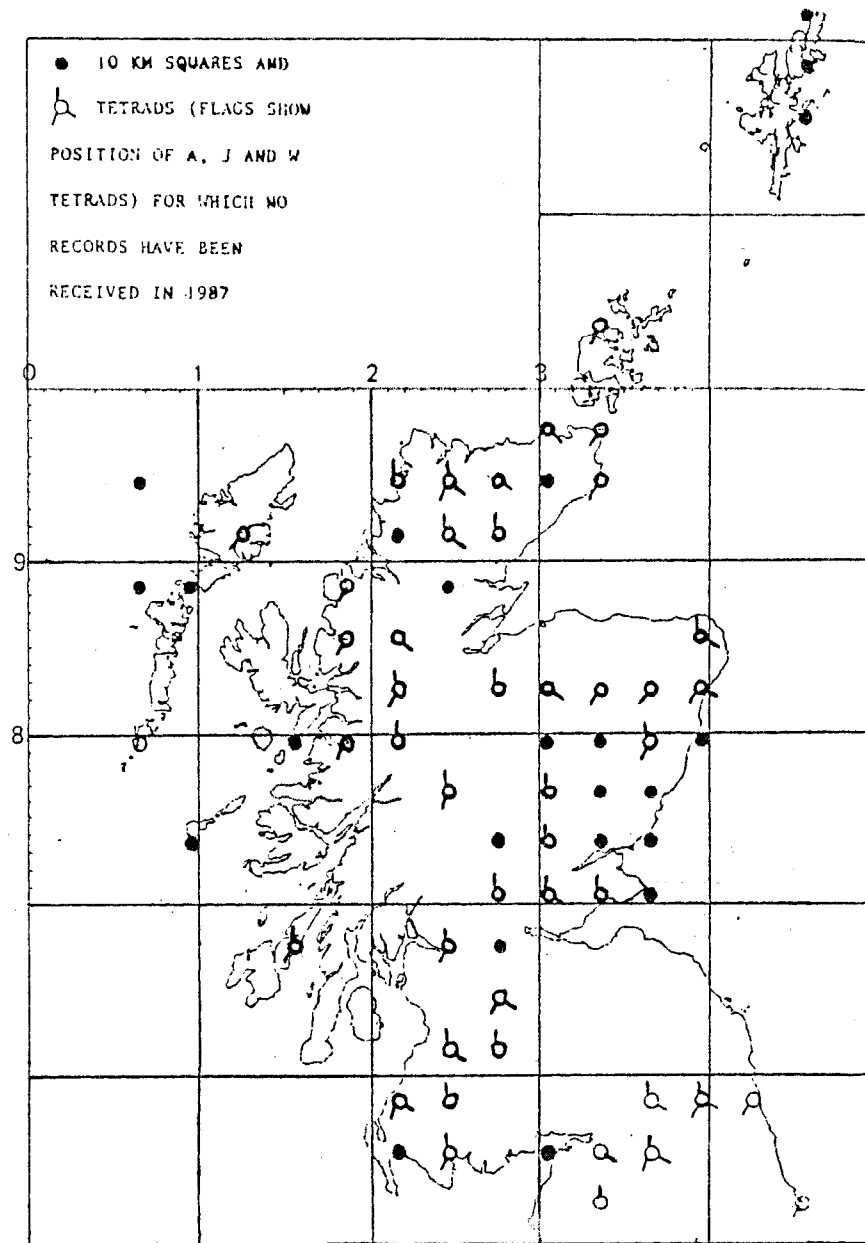 10 KM SQUARES AND
TETRADS (FLAGS SHOW
POSITION OF A, J AND W
TETRADS) FOR WHICH NO
RECORDS HAVE BEEN
RECEIVED IN 1987
0 1 2 3
9
8